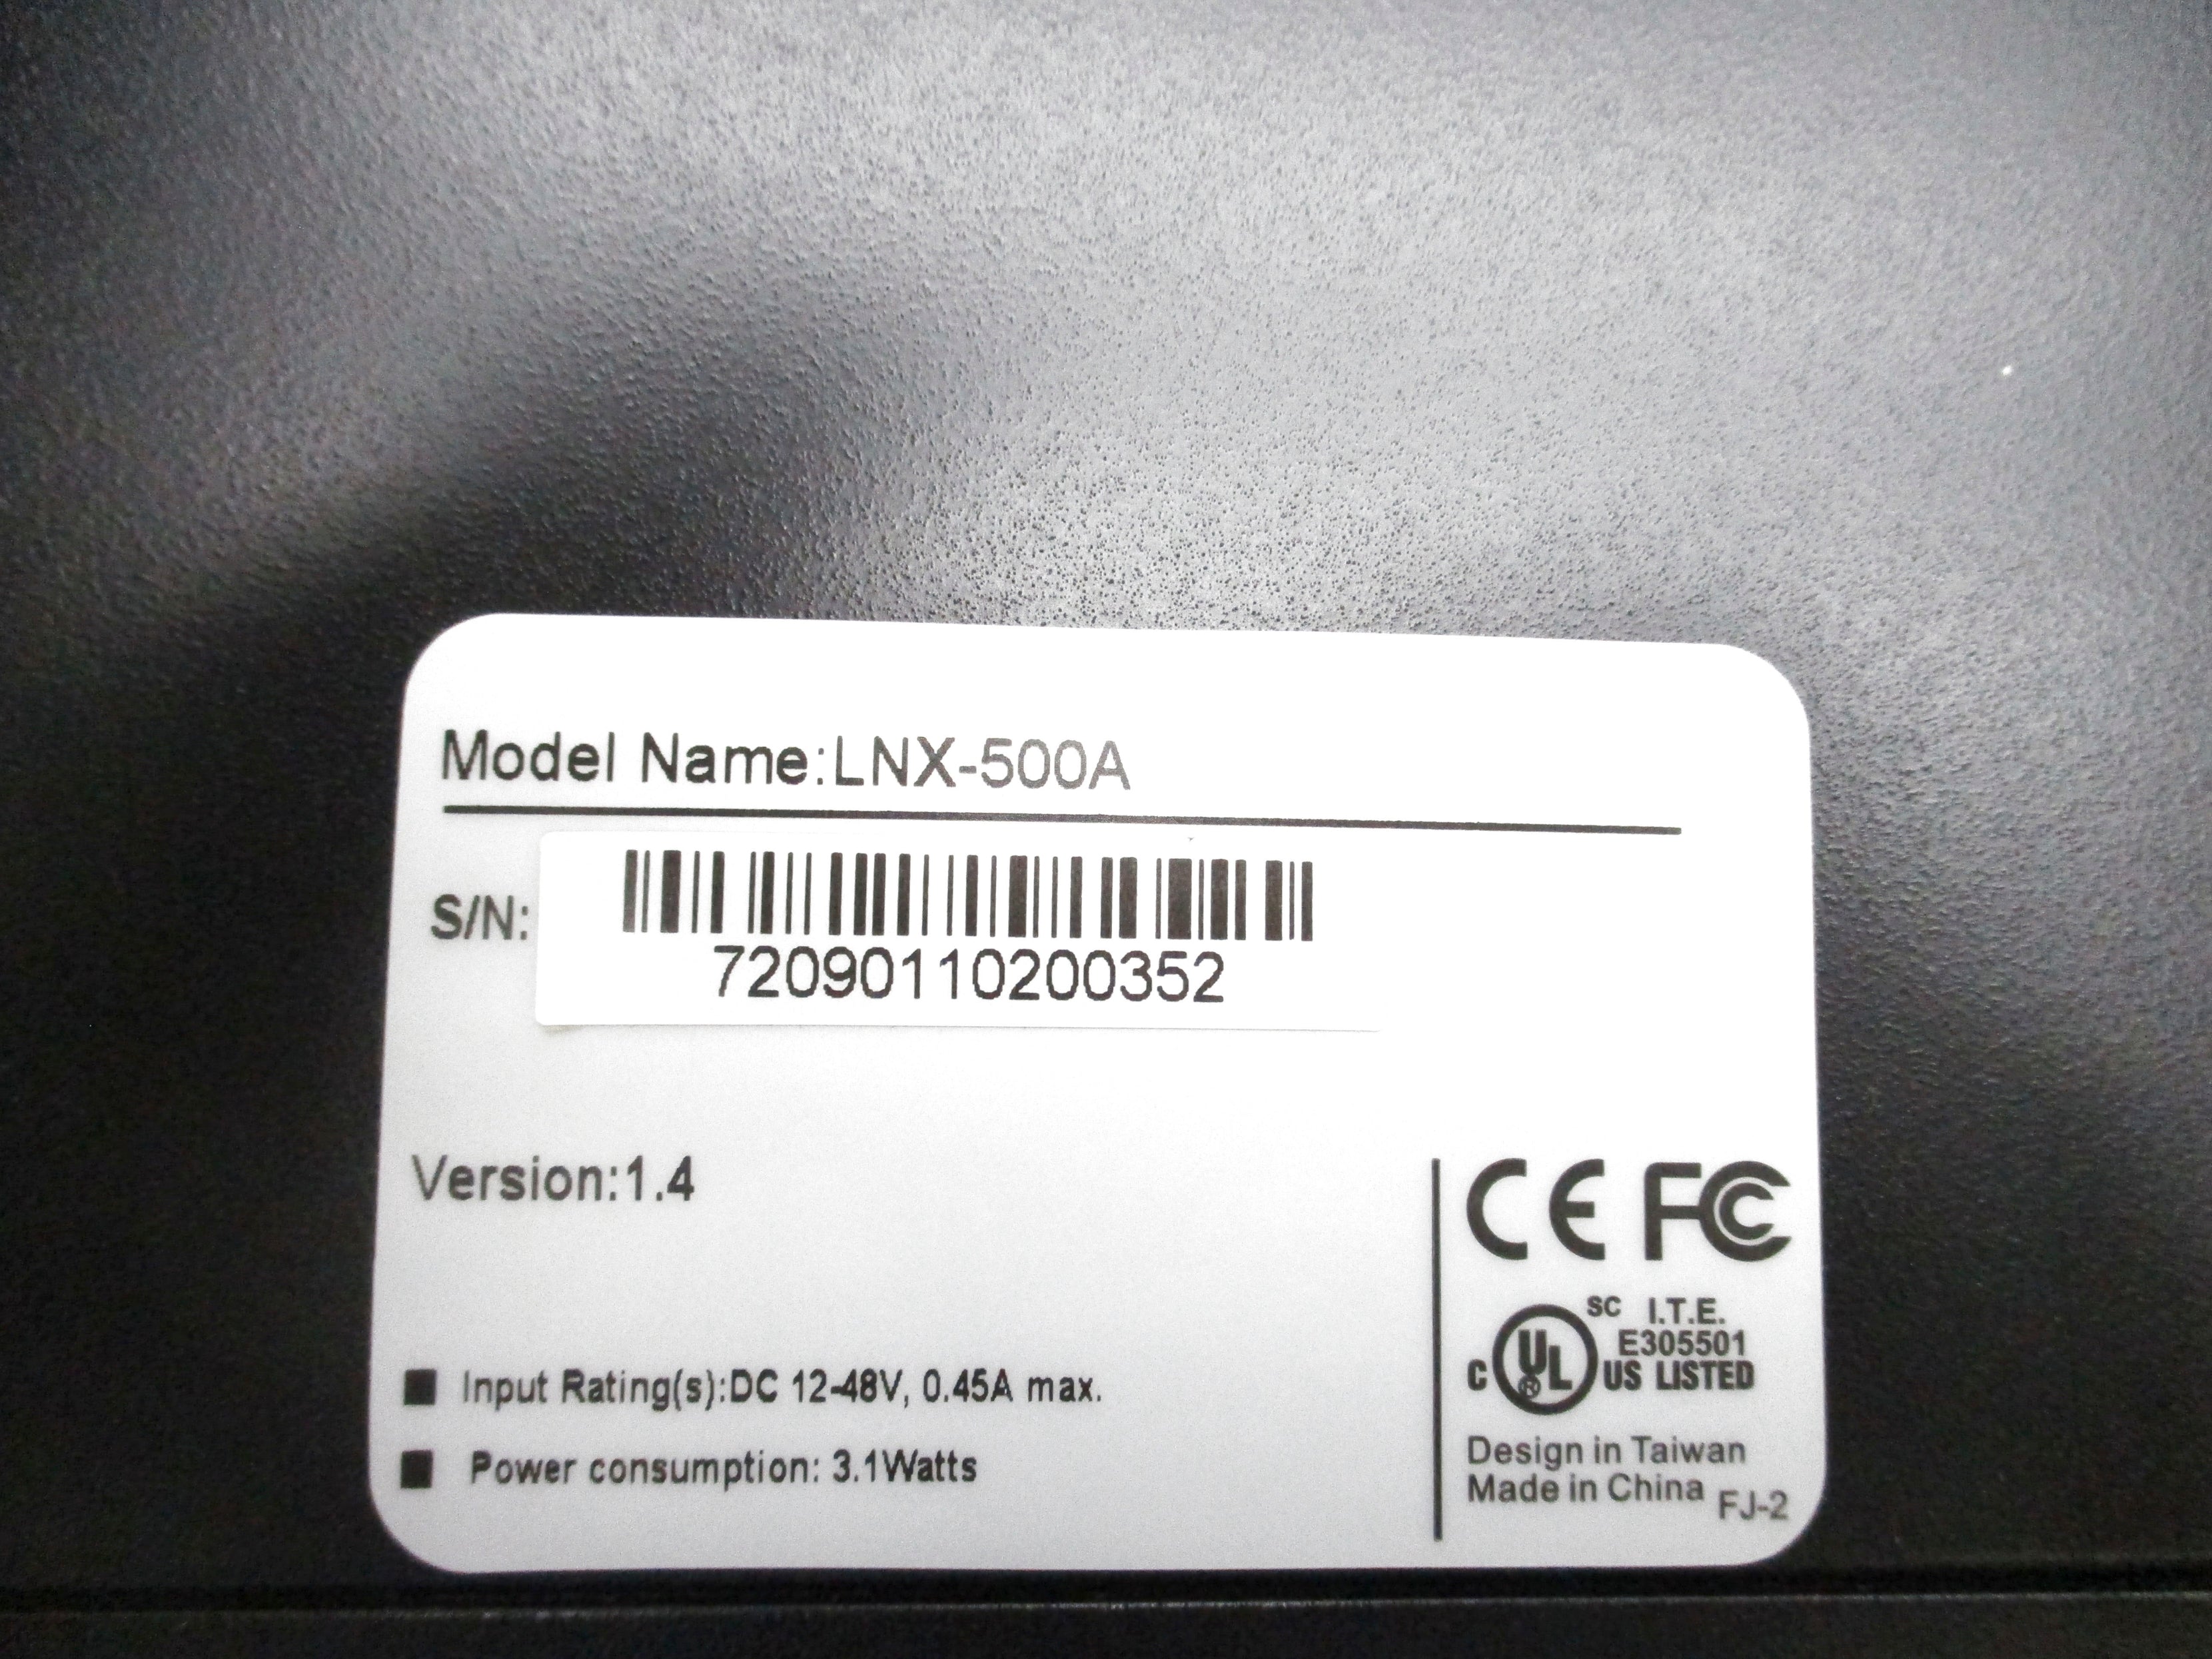 Model Name:LNX-500A
S/N:
72090110200352
Version:1.4
Input Rating(s):DC 12-48V, 0.45A max.
Power consumption: 3.1Watts
CE FC
SC I.T.E.
E305501
C UL US LISTED
Design in Taiwan
Made in China FJ-2